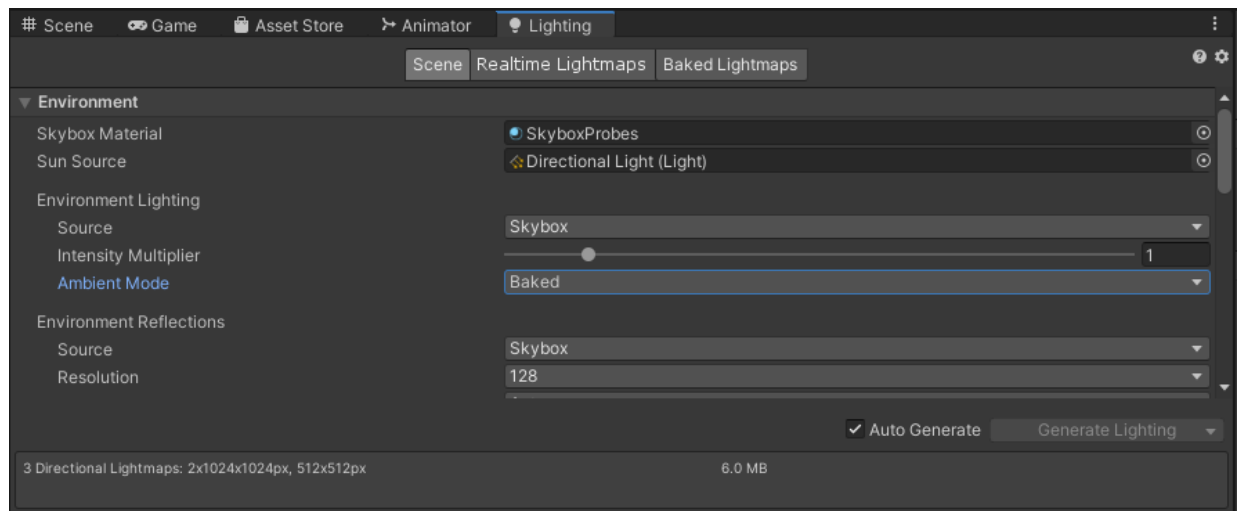 Scene Game Asset Store Animator Lighting
Scene Realtime Lightmaps Baked Lightmaps
Environment
Skybox Material SkyboxProbes
Sun Source Directional Light (Light)
Environment Lighting
Source Skybox
Intensity Multiplier 1
Ambient Mode Baked
Environment Reflections
Source Skybox
Resolution 128
Auto Generate Generate Lighting
3 Directional Lightmaps: 2x1024x1024px, 512x512px 6.0 MB